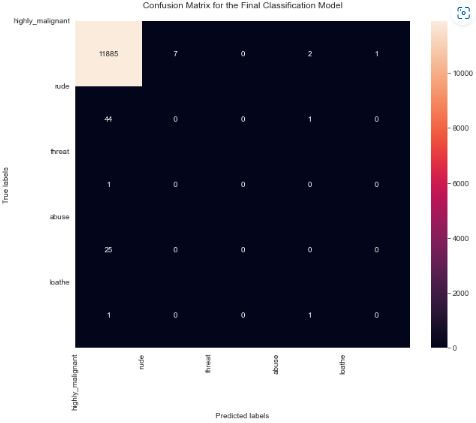 Confusion Matrix for the Final Classification Model
highly_malignant
rude
threat
abuse
loathe
True labels
11885 7 0 2 1
44 0 0 1 0
1 0 0 0 0
25 0 0 0 0
1 0 0 1 0
highly_malignant
rude
threat
abuse
loathe
Predicted labels
10000
8000
6000
4000
2000
0